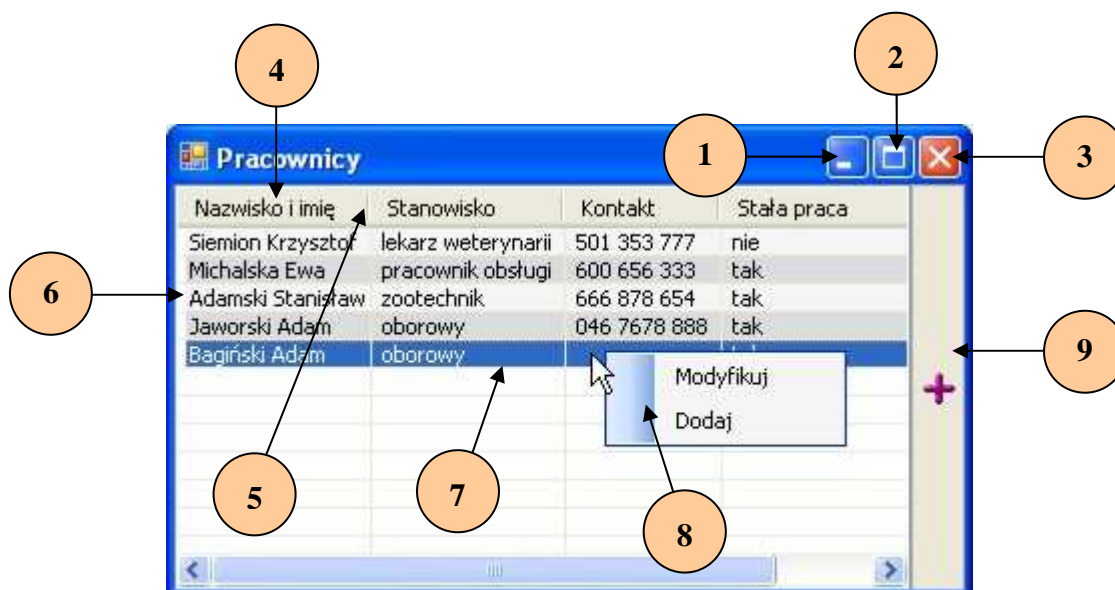 4
2
1
3
Pracownicy
Nazwisko i imię Stanowisko Kontakt Stała praca
Siemion Krzysztof lekarz weterynarii 501 353 777 nie
Michalska Ewa pracownik obsługi 600 656 333 tak
6
Adamski Stanisław zootechnik 666 878 654 tak
Jaworski Adam oborowy 046 7678 888 tak
9
Bagiński Adam oborowy
Modyfikuj
Dodaj
5
7
8